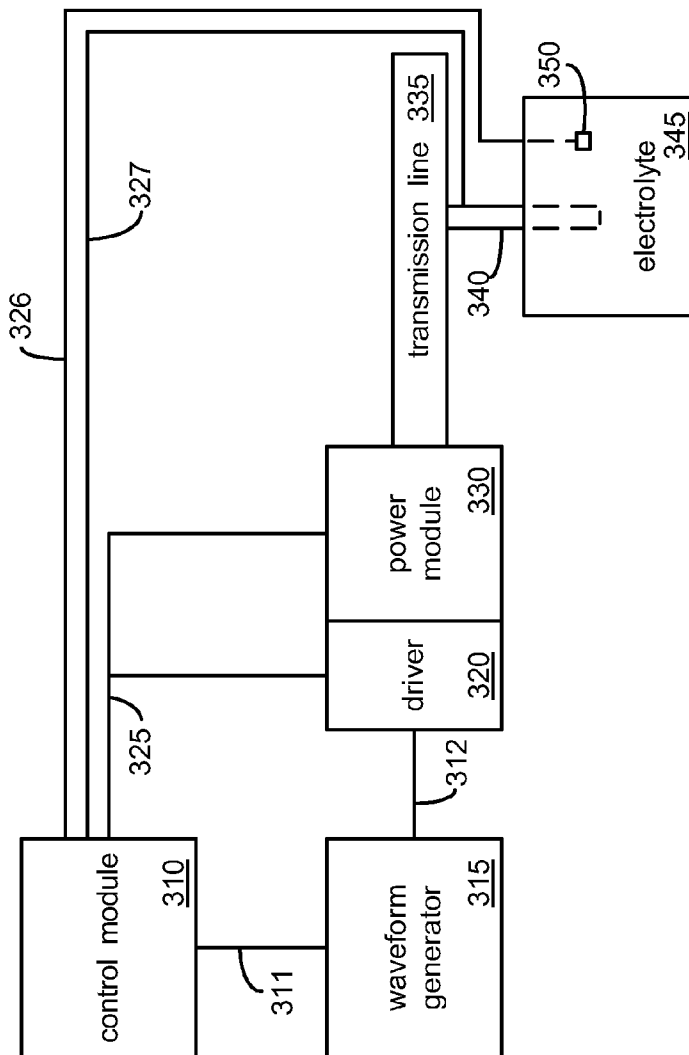 326
327
325
311
312
340
350
control module
310
waveform
generator
315
driver
320
power
module
330
transmission line
335
electrolyte
345